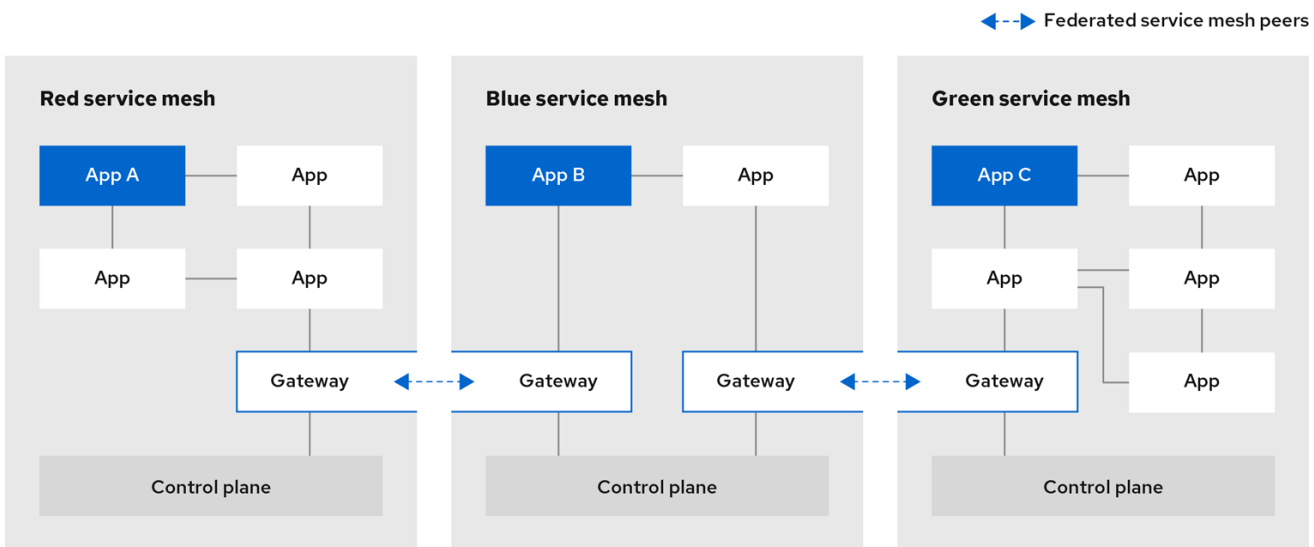 Federated service mesh peers
Red service mesh
App A
App
App
App
Gateway
Control plane
Blue service mesh
App B
App
Gateway
Gateway
Control plane
Green service mesh
App C
App
App
App
Gateway
App
Control plane